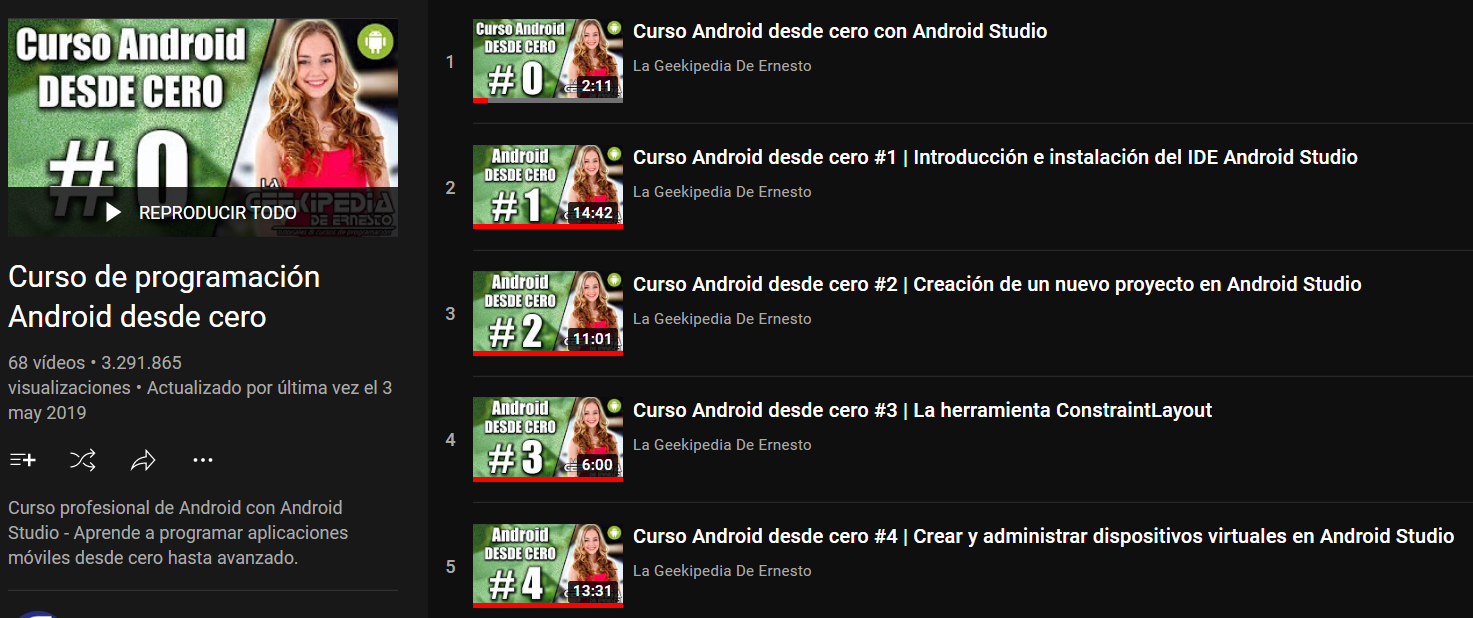 Curso Android
DESDE CERO
# 0
LA
GEEKIPEDIA
DE ERNESTO
REPRODUCIR TODO
Curso de programación
Android desde cero
68 vídeos • 3.291.865
visualizaciones • Actualizado por última vez el 3
may 2019
Curso profesional de Android con Android
Studio - Aprende a programar aplicaciones
móviles desde cero hasta avanzado.
1
Curso Android
DESDE CERO
# 0
2:11
Curso Android desde cero con Android Studio
La Geekipedia De Ernesto
2
Android
DESDE CERO
#1
14:42
Curso Android desde cero #1 | Introducción e instalación del IDE Android Studio
La Geekipedia De Ernesto
3
Android
DESDE CERO
#2
11:01
Curso Android desde cero #2 | Creación de un nuevo proyecto en Android Studio
La Geekipedia De Ernesto
4
Android
DESDE CERO
#3
6:00
Curso Android desde cero #3 | La herramienta ConstraintLayout
La Geekipedia De Ernesto
5
Android
DESDE CERO
#4
13:31
Curso Android desde cero #4 | Crear y administrar dispositivos virtuales en Android Studio
La Geekipedia De Ernesto